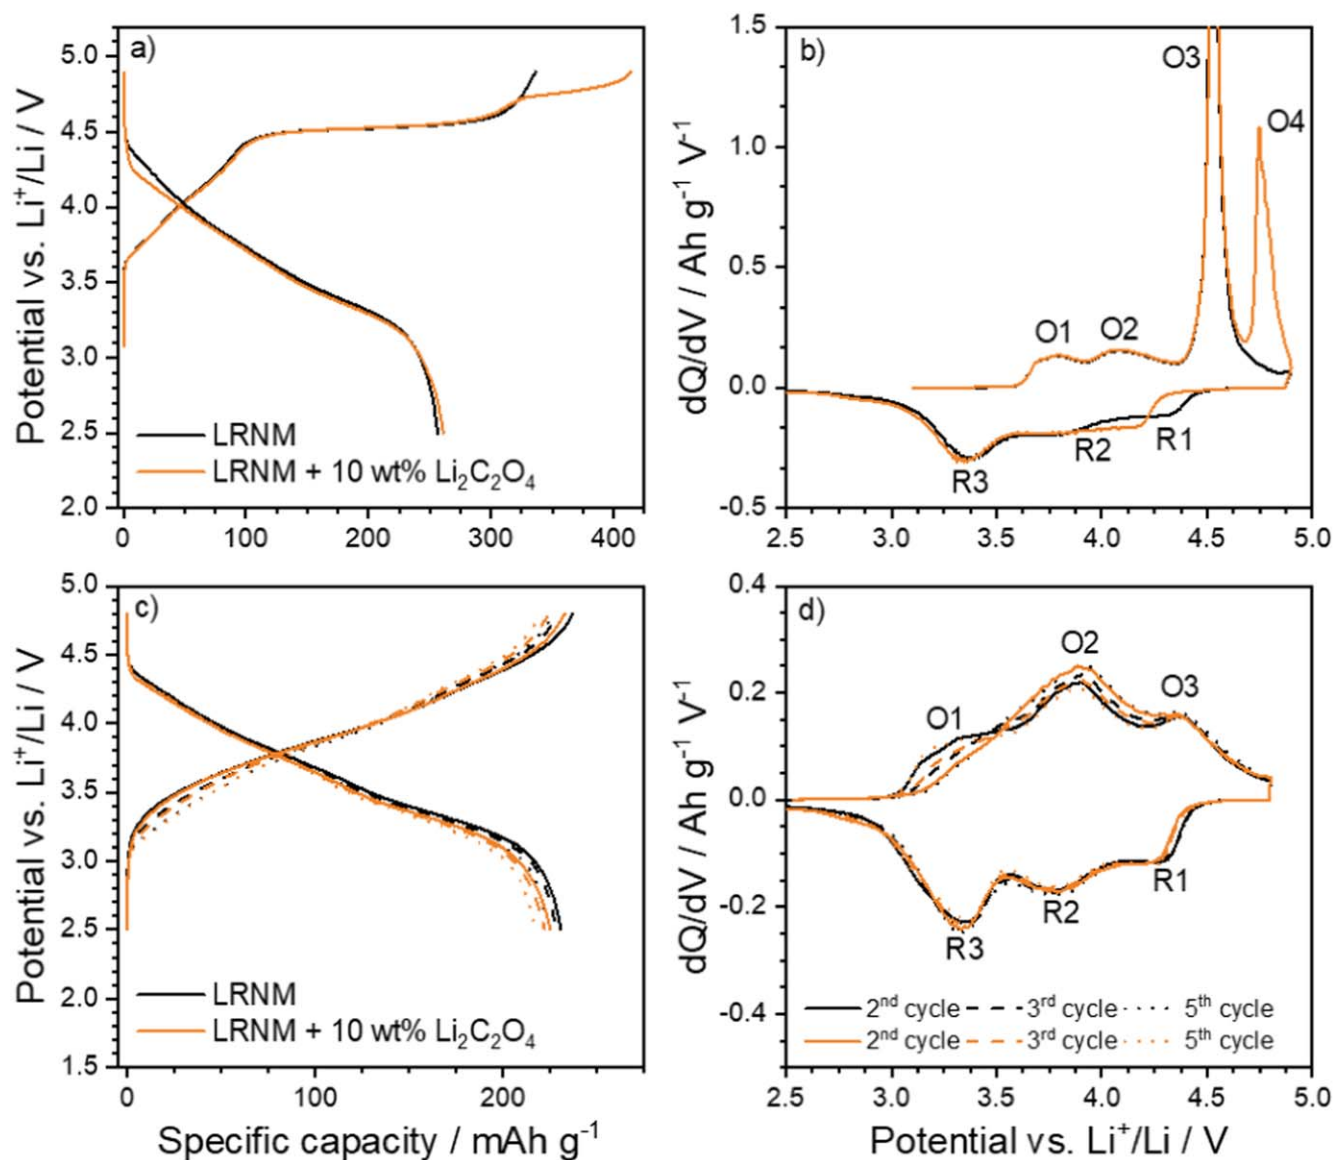 a)
Potential vs. Li⁺/Li / V
5.0
4.5
4.0
3.5
3.0
2.5
2.0
0 100 200 300 400
LRNM
LRNM + 10 wt% Li₂C₂O₄
b)
dQ/dV / Ah g⁻¹ V⁻¹
1.5
1.0
0.5
0.0
-0.5
2.5 3.0 3.5 4.0 4.5 5.0
O3
O4
O1
O2
R1
R2
R3
c)
Potential vs. Li⁺/Li / V
5.0
4.5
4.0
3.5
3.0
2.5
2.0
1.5
0 100 200
LRNM
LRNM + 10 wt% Li₂C₂O₄
Specific capacity / mAh g⁻¹
d)
dQ/dV / Ah g⁻¹ V⁻¹
0.4
0.2
0.0
-0.2
-0.4
O2
O3
O1
R1
R2
R3
2ⁿᵈ cycle 3ʳᵈ cycle 5ᵗʰ cycle
2ⁿᵈ cycle 3ʳᵈ cycle 5ᵗʰ cycle
2.5 3.0 3.5 4.0 4.5 5.0
Potential vs. Li⁺/Li / V